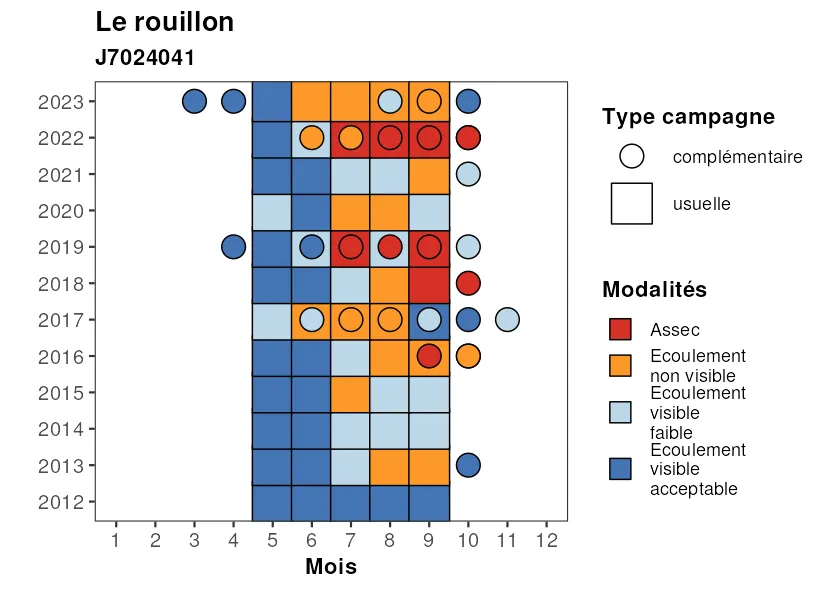 Le rouillon
J7024041
2023
2022
2021
2020
2019
2018
2017
2016
2015
2014
2013
2012
1 2 3 4 5 6 7 8 9 10 11 12
Mois
Type campagne
complémentaire
usuelle
Modalités
Assec
Ecoulement
non visible
Ecoulement
visible
faible
Ecoulement
visible
acceptable